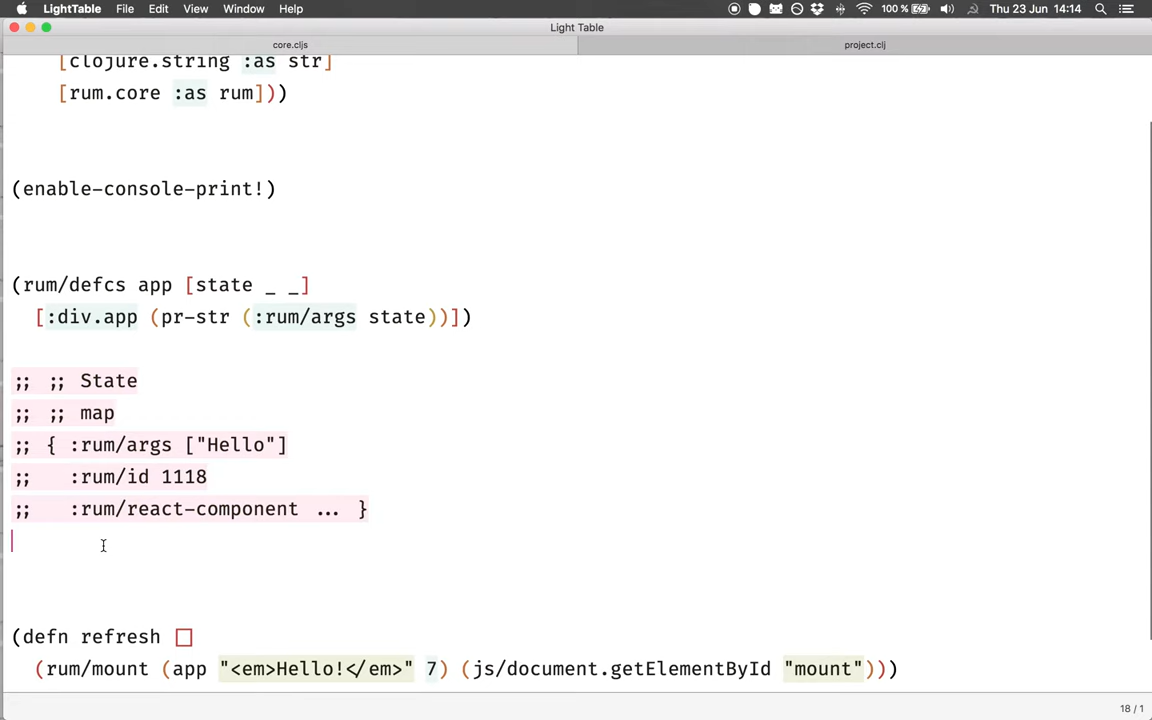 LightTable File Edit View Window Help 100 % Thu 23 Jun 14:14
Light Table
core.cljs project.clj
[clojure.string :as str]
[rum.core :as rum]))
(enable-console-print!)
(rum/defcs app [state _ _]
[:div.app (pr-str (:rum/args state))])
;; ;; State
;; ;; map
;; { :rum/args ["Hello"]
;; :rum/id 1118
;; :rum/react-component ... }
(defn refresh []
(rum/mount (app "<em>Hello!</em>" 7) (js/document.getElementById "mount")))
18 / 1